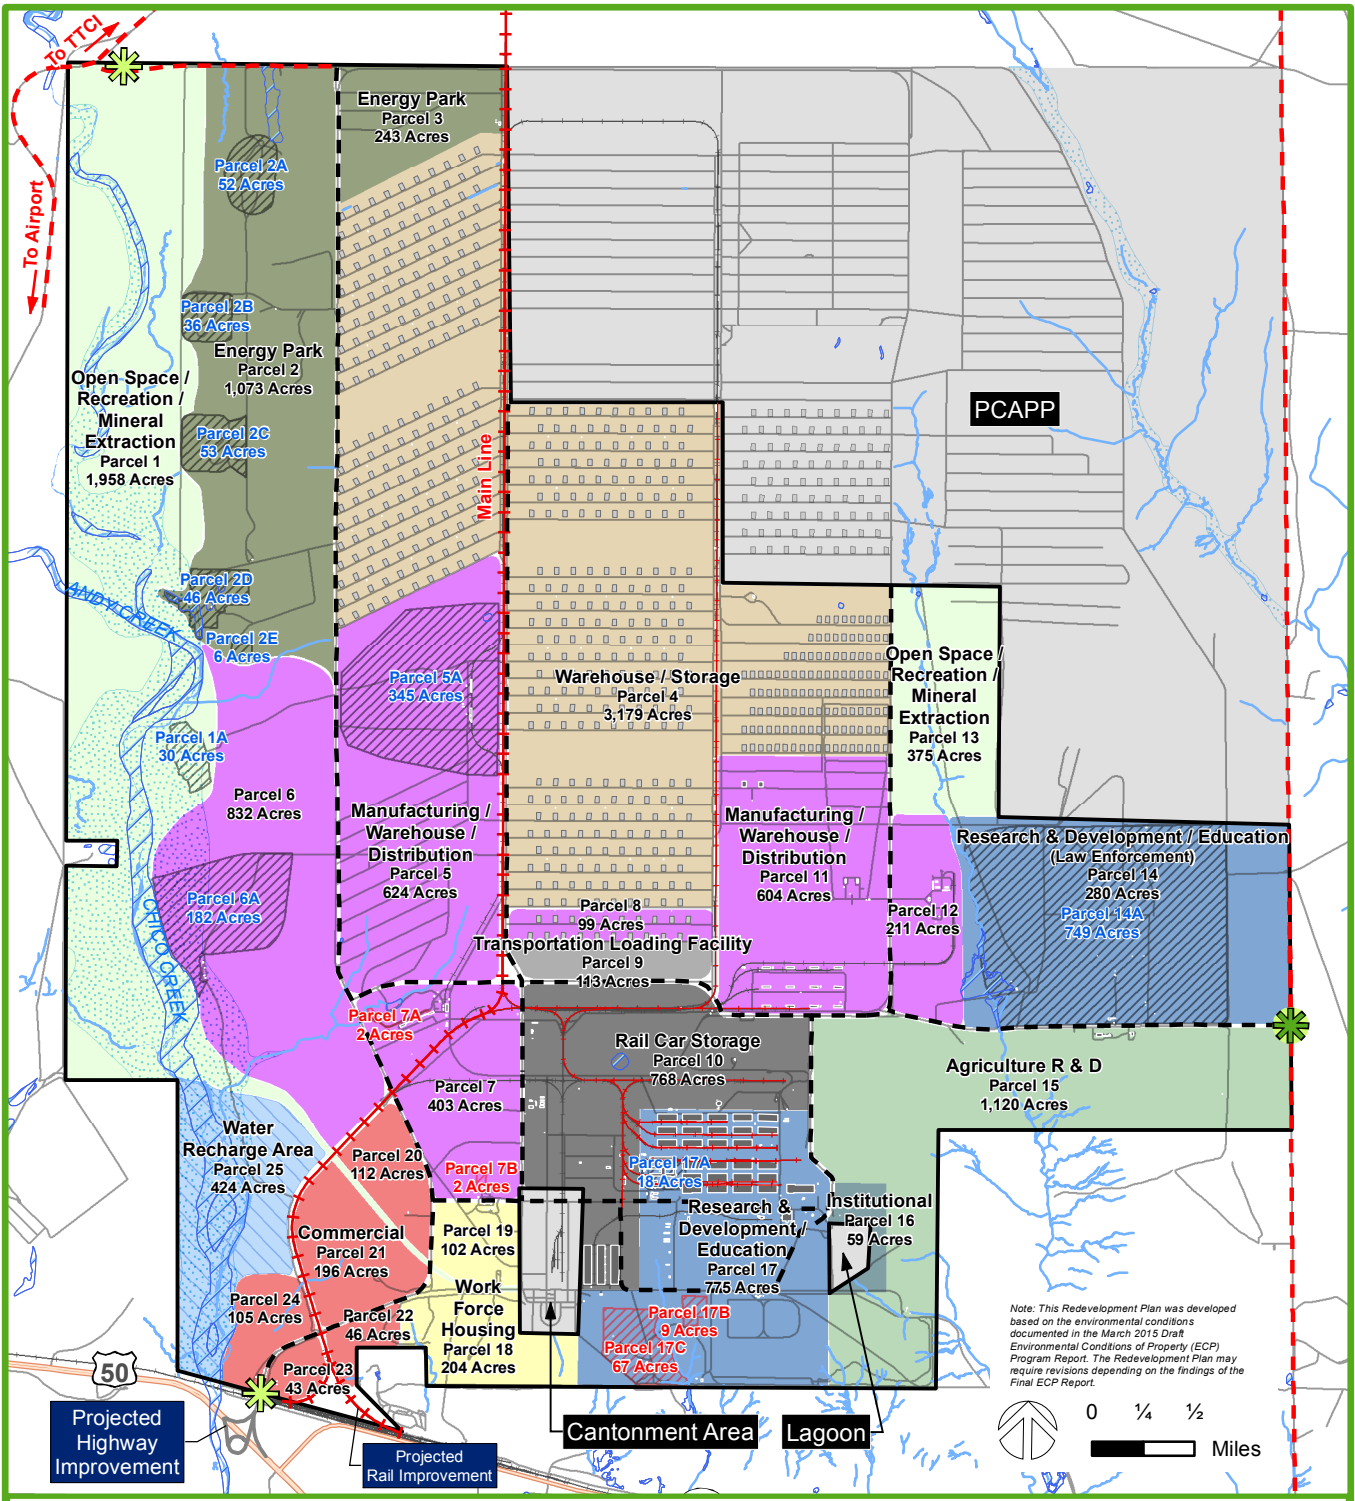 To TTCI
To Airport
Energy Park
Parcel 3
243 Acres
Parcel 2A
52 Acres
Parcel 2B
36 Acres
Energy Park
Parcel 2
1,073 Acres
Open Space /
Recreation /
Mineral
Extraction
Parcel 1
1,958 Acres
Parcel 2C
53 Acres
Main Line
PCAPP
Parcel 2D
46 Acres
ANDY CREEK
Parcel 2E
6 Acres
Parcel 5A
345 Acres
Warehouse / Storage
Parcel 4
3,179 Acres
Open Space /
Recreation /
Mineral
Extraction
Parcel 13
375 Acres
Parcel 1A
30 Acres
Parcel 6
832 Acres
Manufacturing /
Warehouse /
Distribution
Parcel 5
624 Acres
Manufacturing /
Warehouse /
Distribution
Parcel 11
604 Acres
Research & Development / Education
(Law Enforcement)
Parcel 14
280 Acres
Parcel 14A
749 Acres
Parcel 6A
182 Acres
CHICO CREEK
Parcel 8
99 Acres
Parcel 12
211 Acres
Transportation Loading Facility
Parcel 9
113 Acres
Parcel 7A
2 Acres
Rail Car Storage
Parcel 10
768 Acres
Agriculture R & D
Parcel 15
1,120 Acres
Parcel 7
403 Acres
Water
Recharge Area
Parcel 25
424 Acres
Parcel 20
112 Acres
Parcel 7B
2 Acres
Parcel 17A
18 Acres
Institutional
Parcel 16
59 Acres
Research &
Development /
Education
Parcel 17
775 Acres
Commercial
Parcel 21
196 Acres
Parcel 19
102 Acres
Work
Force
Housing
Parcel 18
204 Acres
Parcel 24
105 Acres
Parcel 22
46 Acres
Parcel 23
43 Acres
Parcel 17B
9 Acres
Parcel 17C
67 Acres
50
Projected
Highway
Improvement
Projected
Rail Improvement
Cantonment Area
Lagoon
Note: This Redevelopment Plan was developed
based on the environmental conditions
documented in the March 2015 Draft
Environmental Conditions of Property (ECP)
Program Report. The Redevelopment Plan may
require revisions depending on the findings of the
Final ECP Report.
0 ¼ ½
Miles